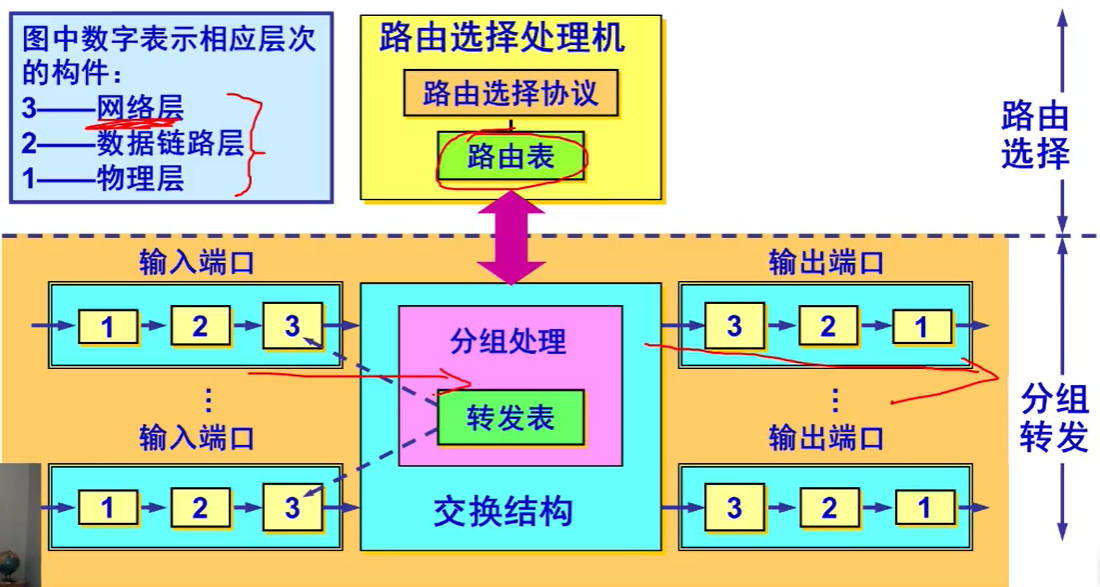 图中数字表示相应层次
的构件：
3——网络层
2——数据链路层
1——物理层
路由选择处理机
路由选择协议
路由表
路由
选择
输入端口
1 2 3
输入端口
1 2 3
分组处理
转发表
交换结构
输出端口
3 2 1
输出端口
3 2 1
分组
转发